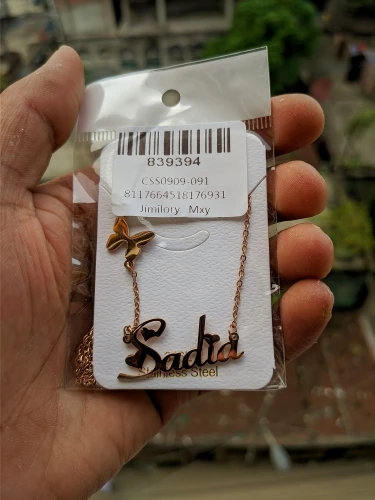 839394
CSS0909-091
8117664518176931
Jimilory Mxy
Sadia
Stainless Steel